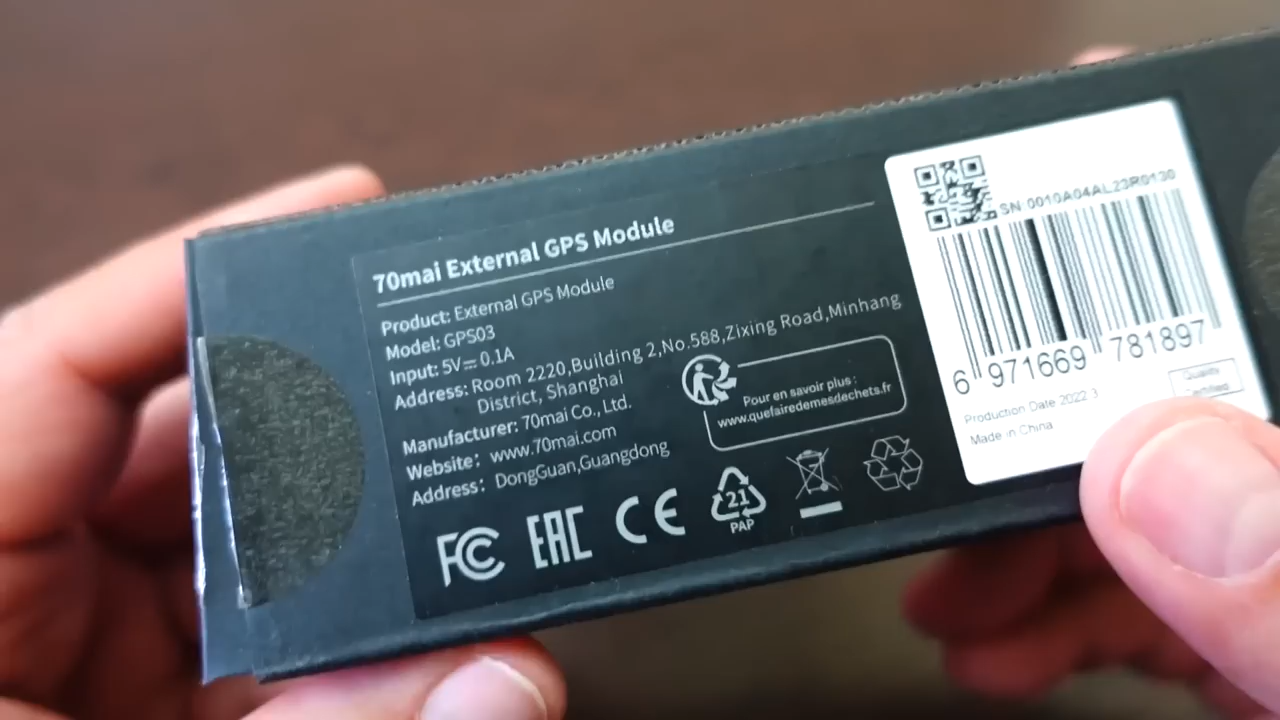 70mai External GPS Module
Product: External GPS Module
Model: GPS03
Input: 5V⎓0.1A
Address: Room 2220,Building 2,No.588,Zixing Road,Minhang
District, Shanghai
Manufacturer: 70mai Co., Ltd.
Website: www.70mai.com
Address: DongGuan,Guangdong
Pour en savoir plus :
www.quefairedemesdechets.fr
FC
EAC
CE
21
PAP
SN 0010A04AL23R0130
6 971669 781897
Production Date 2022 3
Made in China
Quality